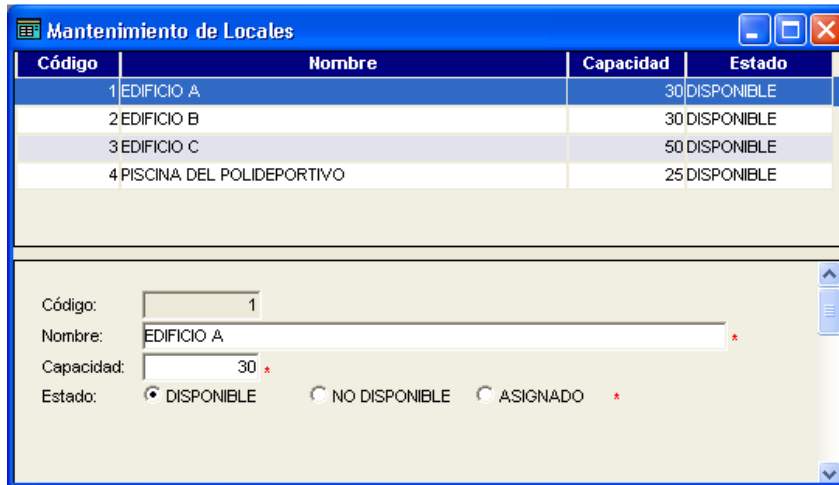 Mantenimiento de Locales
Código Nombre Capacidad Estado
1 EDIFICIO A 30 DISPONIBLE
2 EDIFICIO B 30 DISPONIBLE
3 EDIFICIO C 50 DISPONIBLE
4 PISCINA DEL POLIDEPORTIVO 25 DISPONIBLE
Código: 1
Nombre: EDIFICIO A *
Capacidad: 30 *
Estado: DISPONIBLE NO DISPONIBLE ASIGNADO *